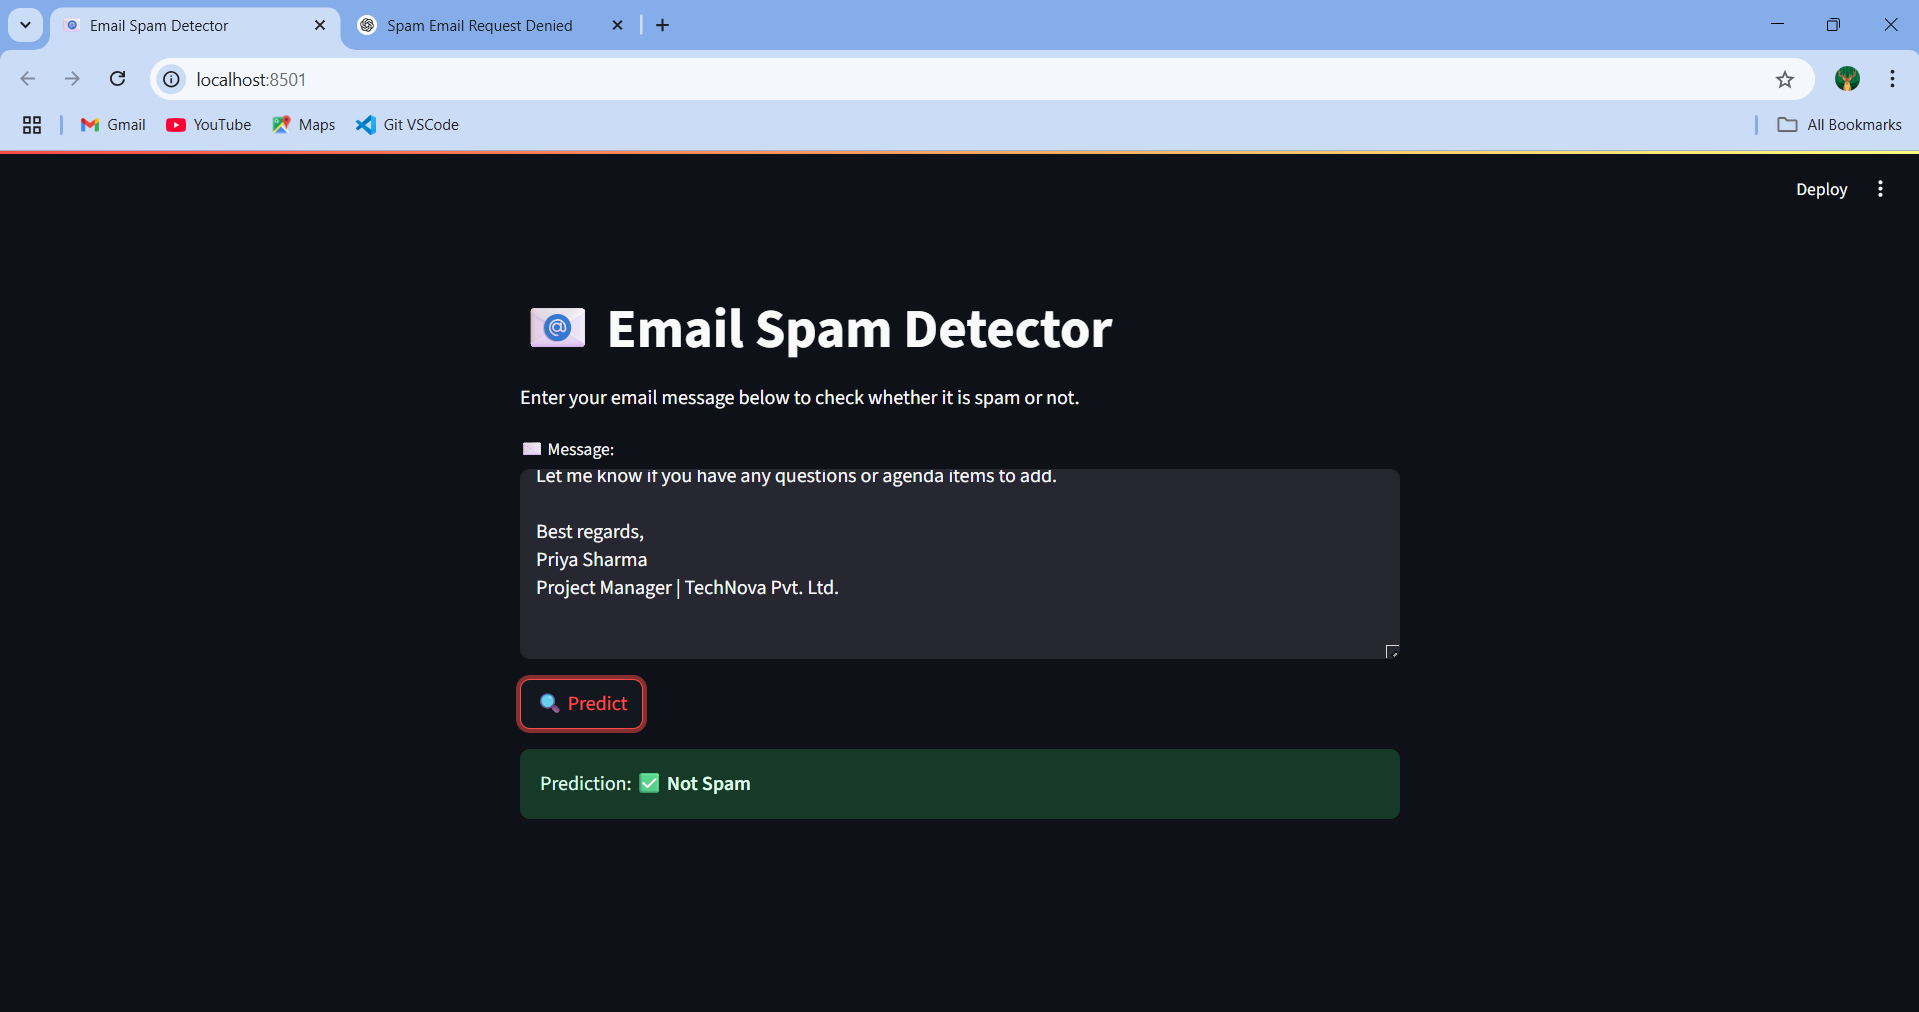 Email Spam Detector
Spam Email Request Denied
localhost:8501
Gmail
YouTube
Maps
Git VSCode
All Bookmarks
Deploy
Email Spam Detector
Enter your email message below to check whether it is spam or not.
Message:
Let me know if you have any questions or agenda items to add.
Best regards,
Priya Sharma
Project Manager | TechNova Pvt. Ltd.
Predict
Prediction: ✅ Not Spam